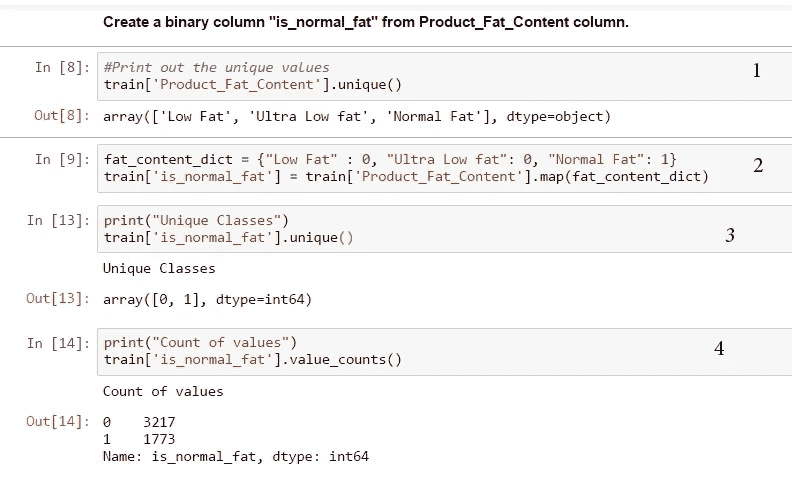 Create a binary column "is_normal_fat" from Product_Fat_Content column.
In [8]: #Print out the unique values
train['Product_Fat_Content'].unique() 1
Out[8]: array(['Low Fat', 'Ultra Low fat', 'Normal Fat'], dtype=object)
In [9]: fat_content_dict = {"Low Fat" : 0, "Ultra Low fat": 0, "Normal Fat": 1}
train['is_normal_fat'] = train['Product_Fat_Content'].map(fat_content_dict) 2
In [13]: print("Unique Classes")
train['is_normal_fat'].unique() 3
Unique Classes
Out[13]: array([0, 1], dtype=int64)
In [14]: print("Count of values")
train['is_normal_fat'].value_counts() 4
Count of values
Out[14]: 0    3217
1    1773
Name: is_normal_fat, dtype: int64